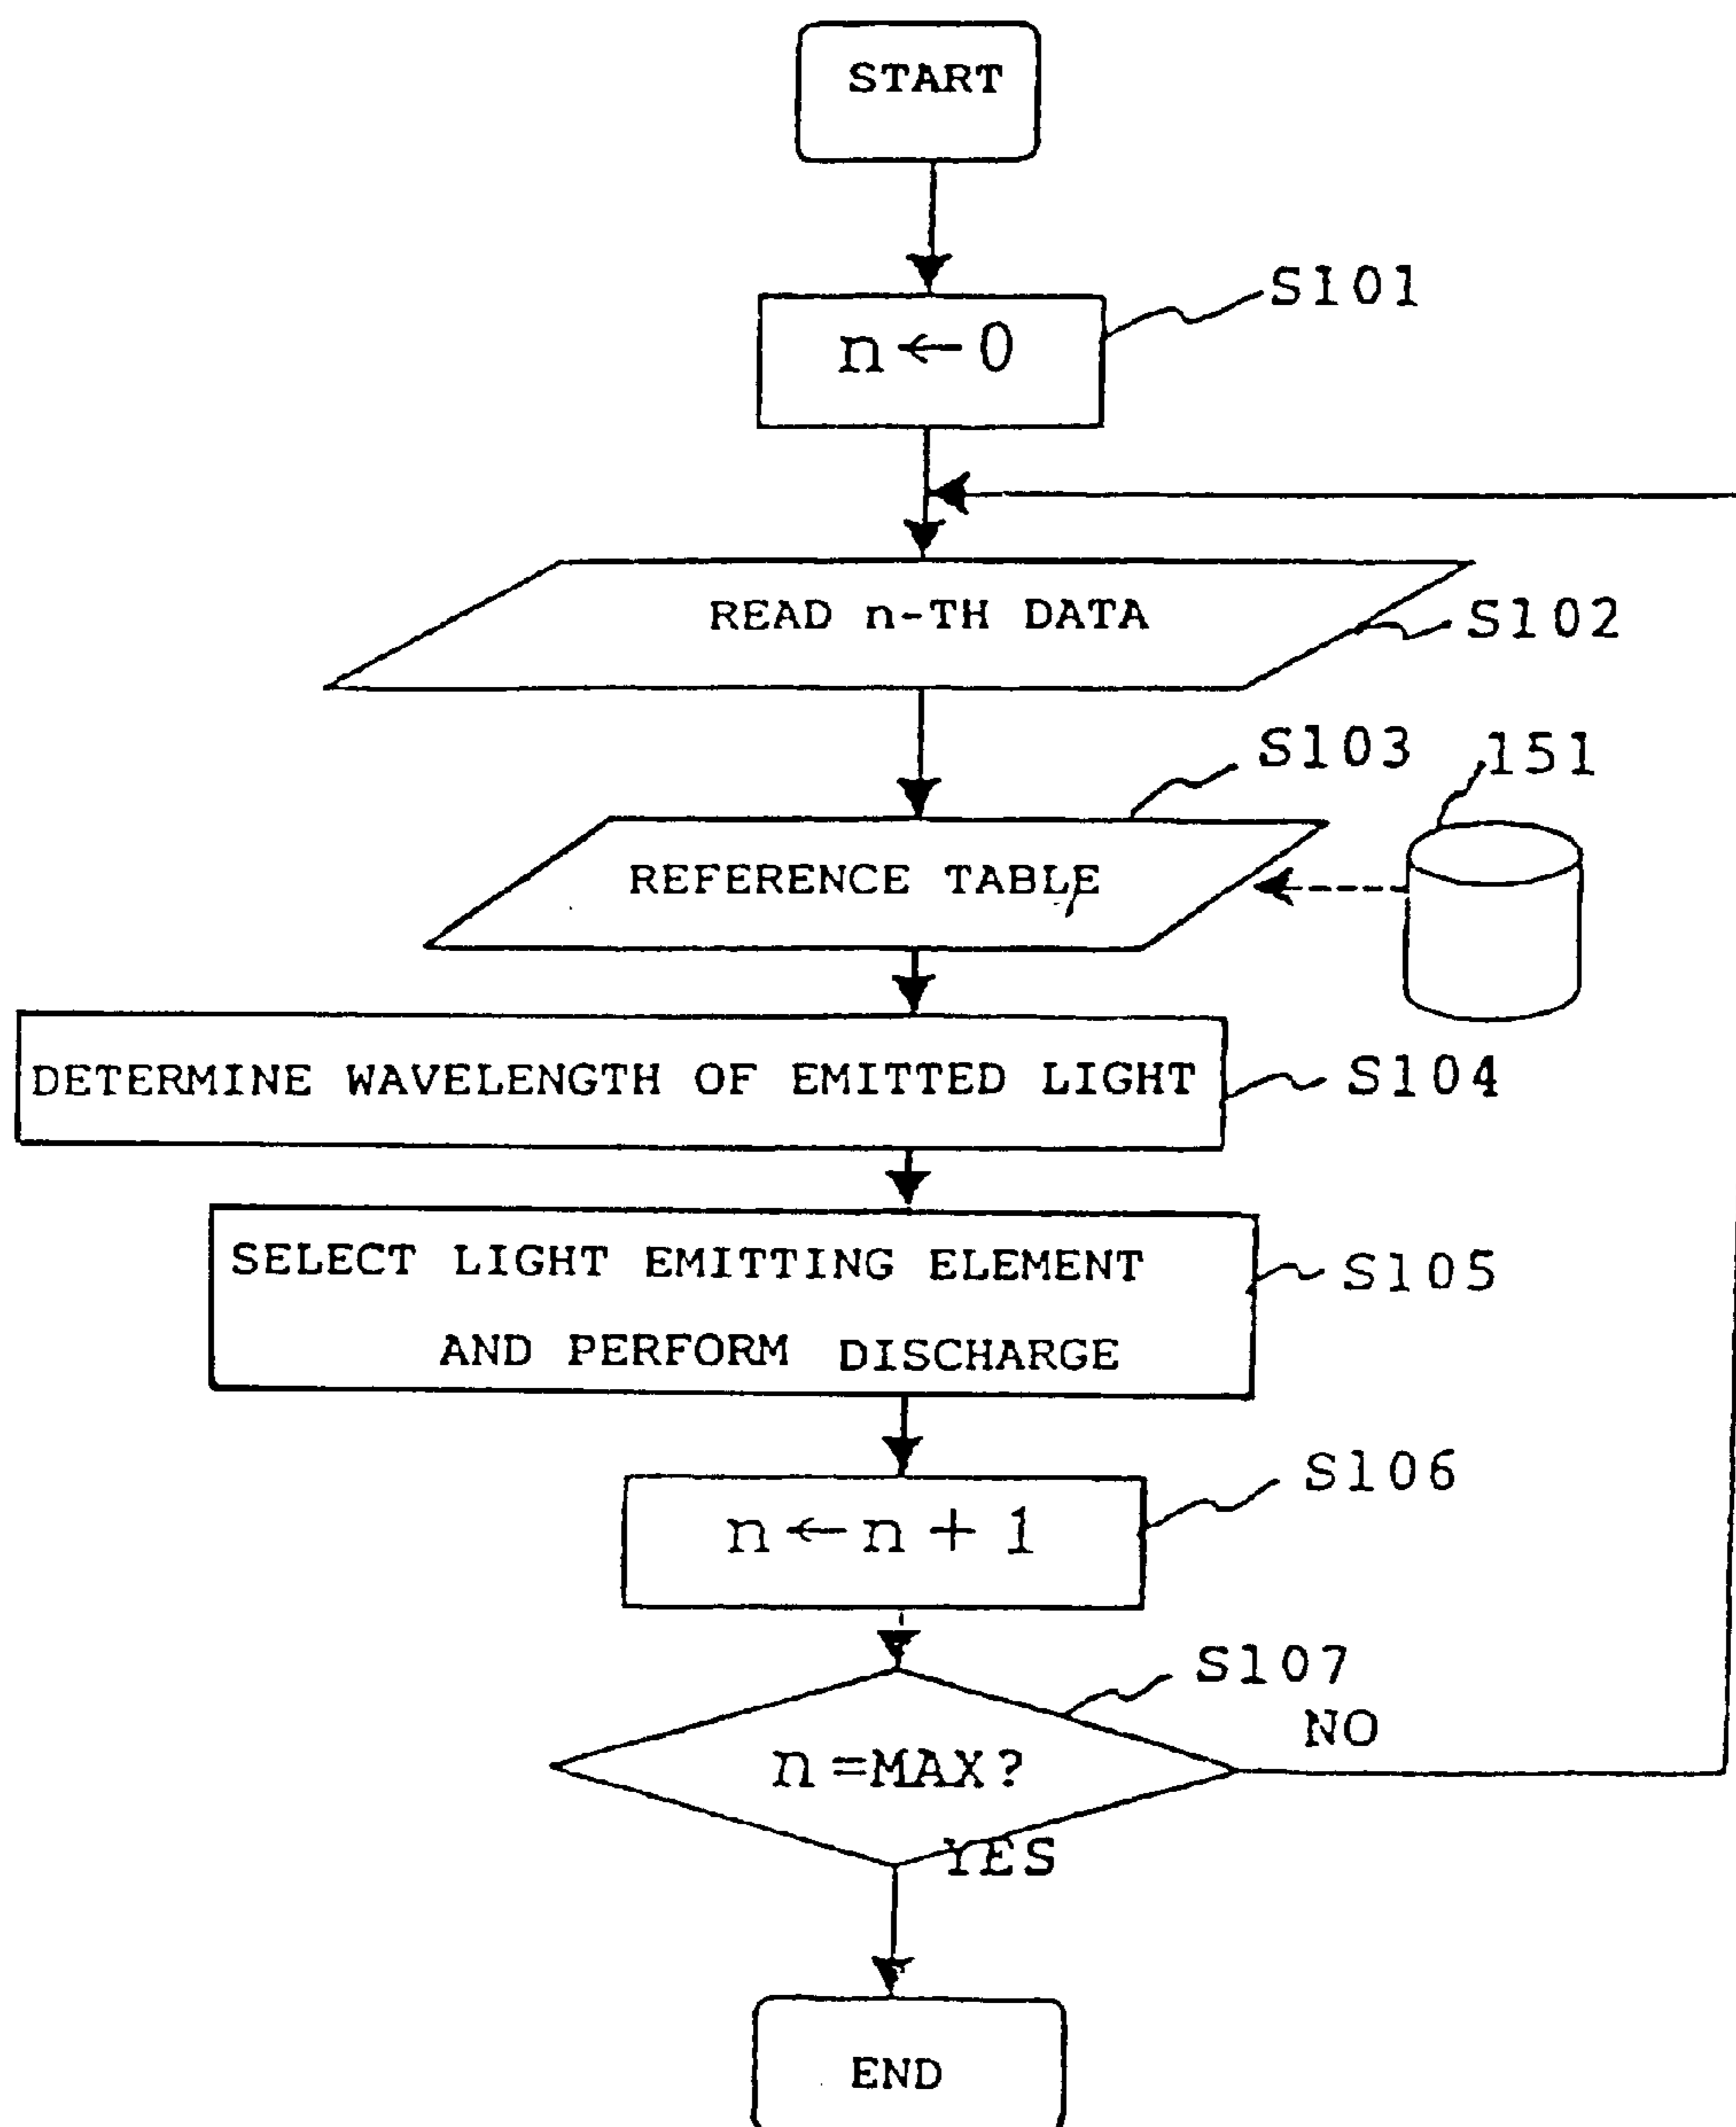 START
S101
n←0
READ n-TH DATA
S102
S103
151
REFERENCE TABLE
DETERMINE WAVELENGTH OF EMITTED LIGHT
S104
SELECT LIGHT EMITTING ELEMENT
AND PERFORM DISCHARGE
S105
S106
n←n+1
S107
NO
n=MAX?
YES
END